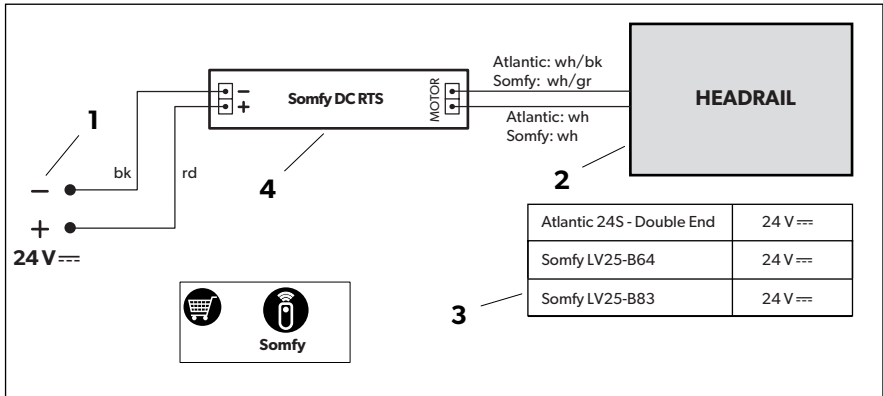 Atlantic: wh/bk
Somfy: wh/gr
Somfy DC RTS
−
+
MOTOR
HEADRAIL
Atlantic: wh
Somfy: wh
1
4
2
bk
rd
−
+
24 V ⎓
Atlantic 24S - Double End 24 V ⎓
Somfy LV25-B64 24 V ⎓
Somfy LV25-B83 24 V ⎓
3
Somfy